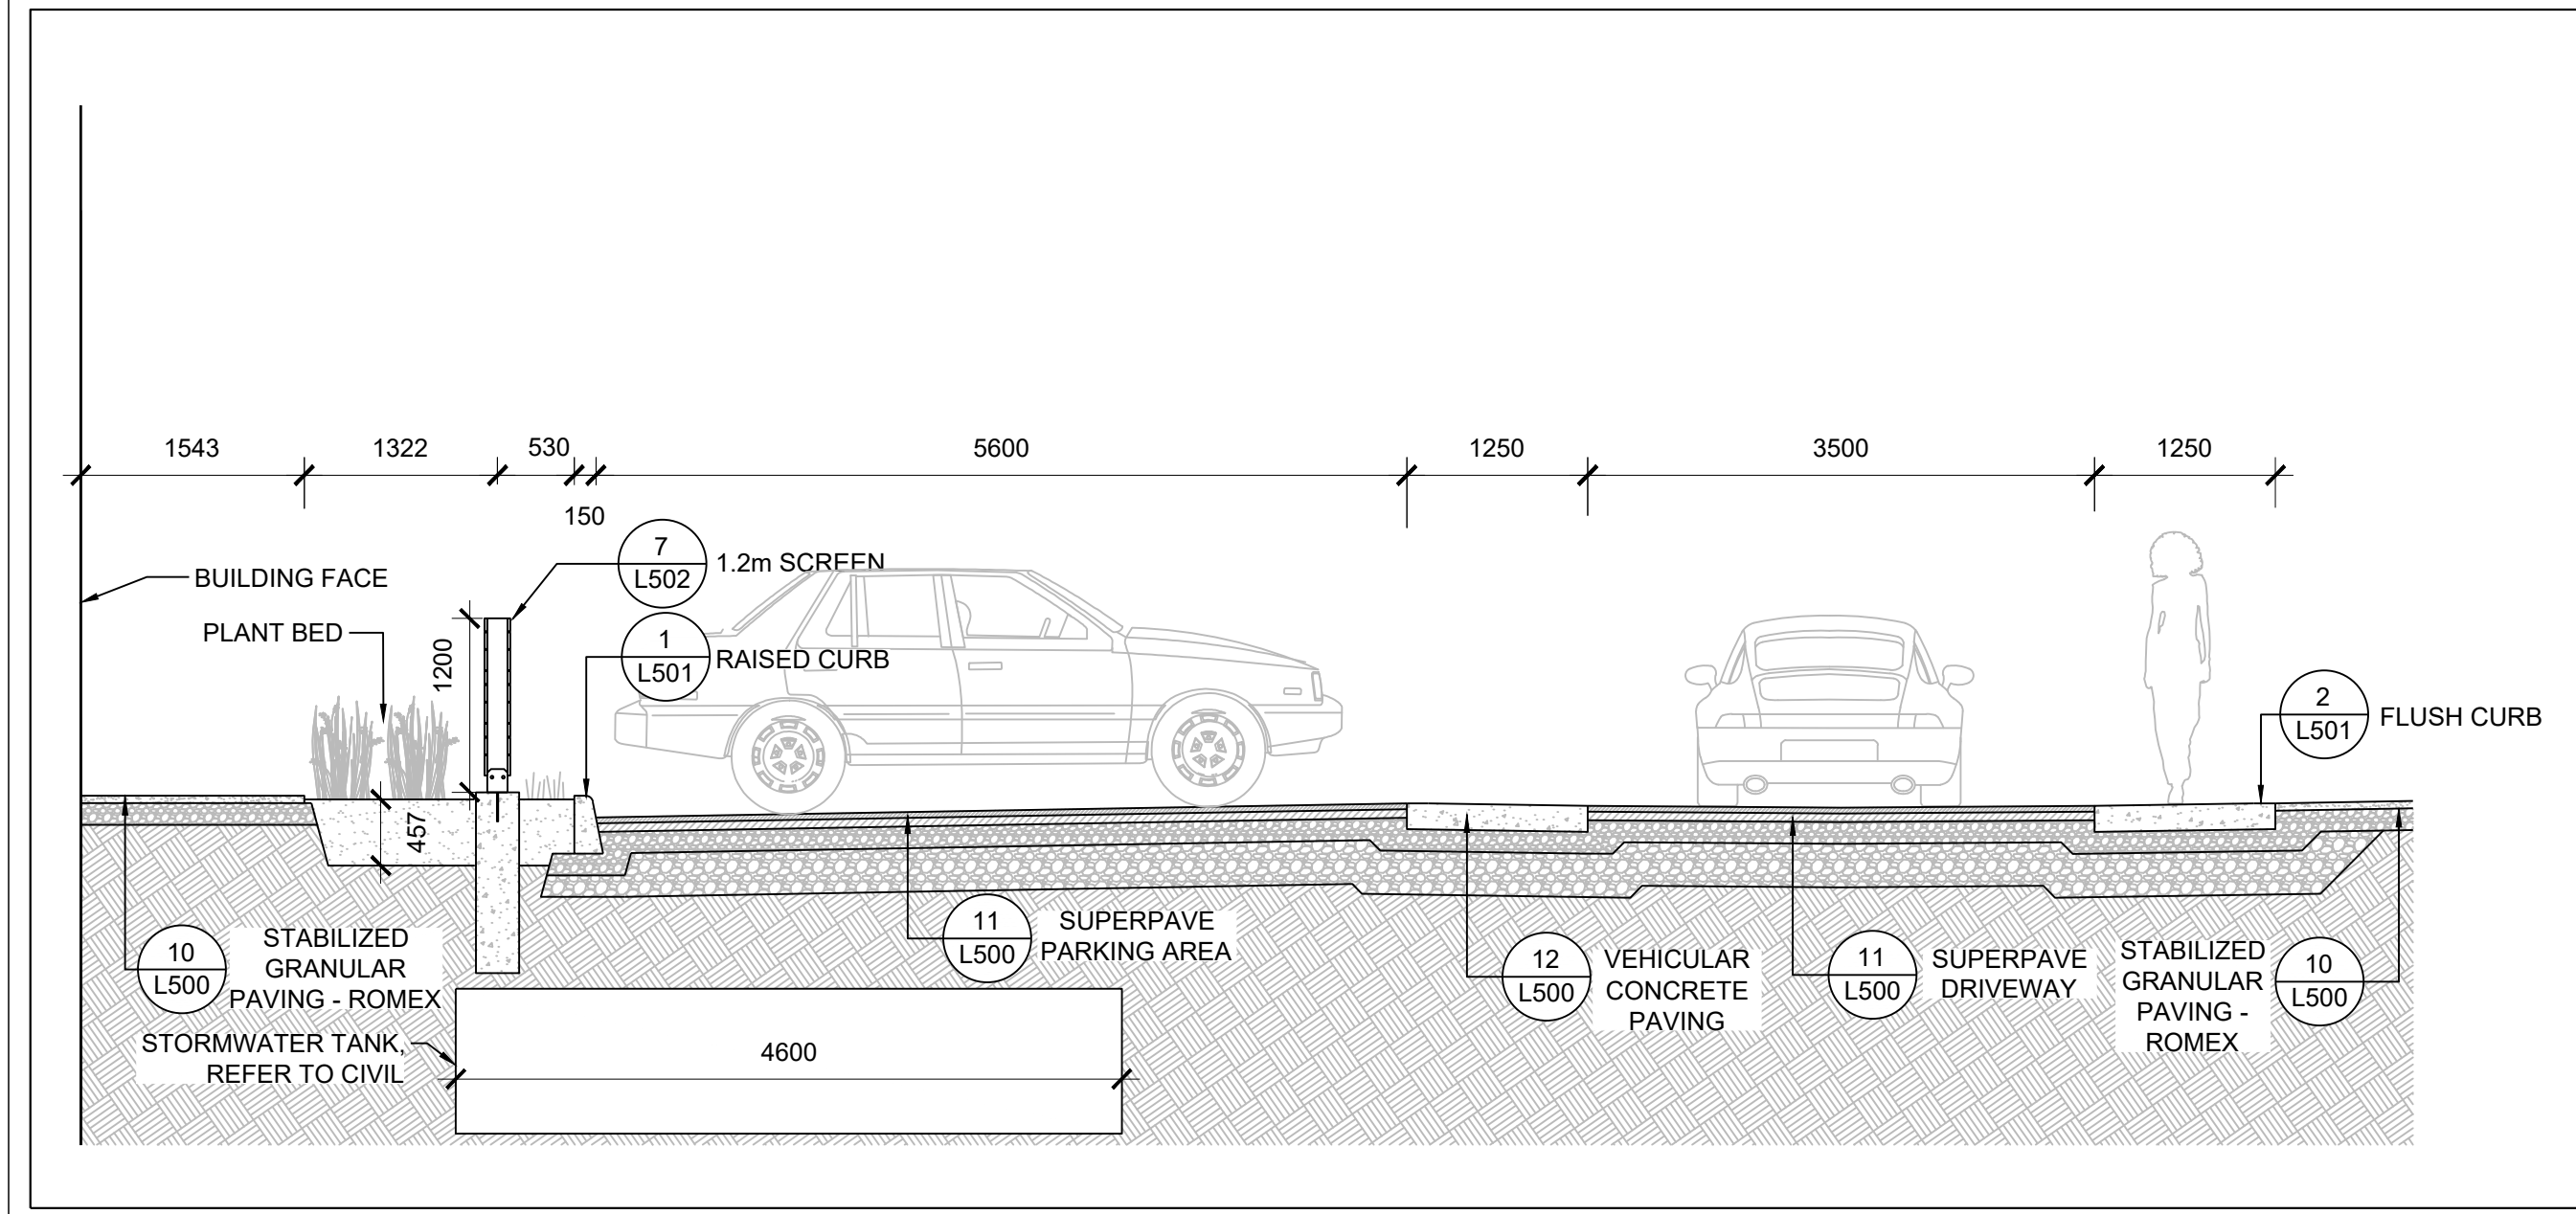 1543
1322
530
5600
1250
3500
1250
150
7
L502
1.2m SCREEN
BUILDING FACE
PLANT BED
1200
1
L501
RAISED CURB
2
L501
FLUSH CURB
457
10
L500
STABILIZED
GRANULAR
PAVING - ROMEX
11
L500
SUPERPAVE
PARKING AREA
12
L500
VEHICULAR
CONCRETE
PAVING
11
L500
SUPERPAVE
DRIVEWAY
STABILIZED
GRANULAR
PAVING -
ROMEX
10
L500
STORMWATER TANK,
REFER TO CIVIL
4600